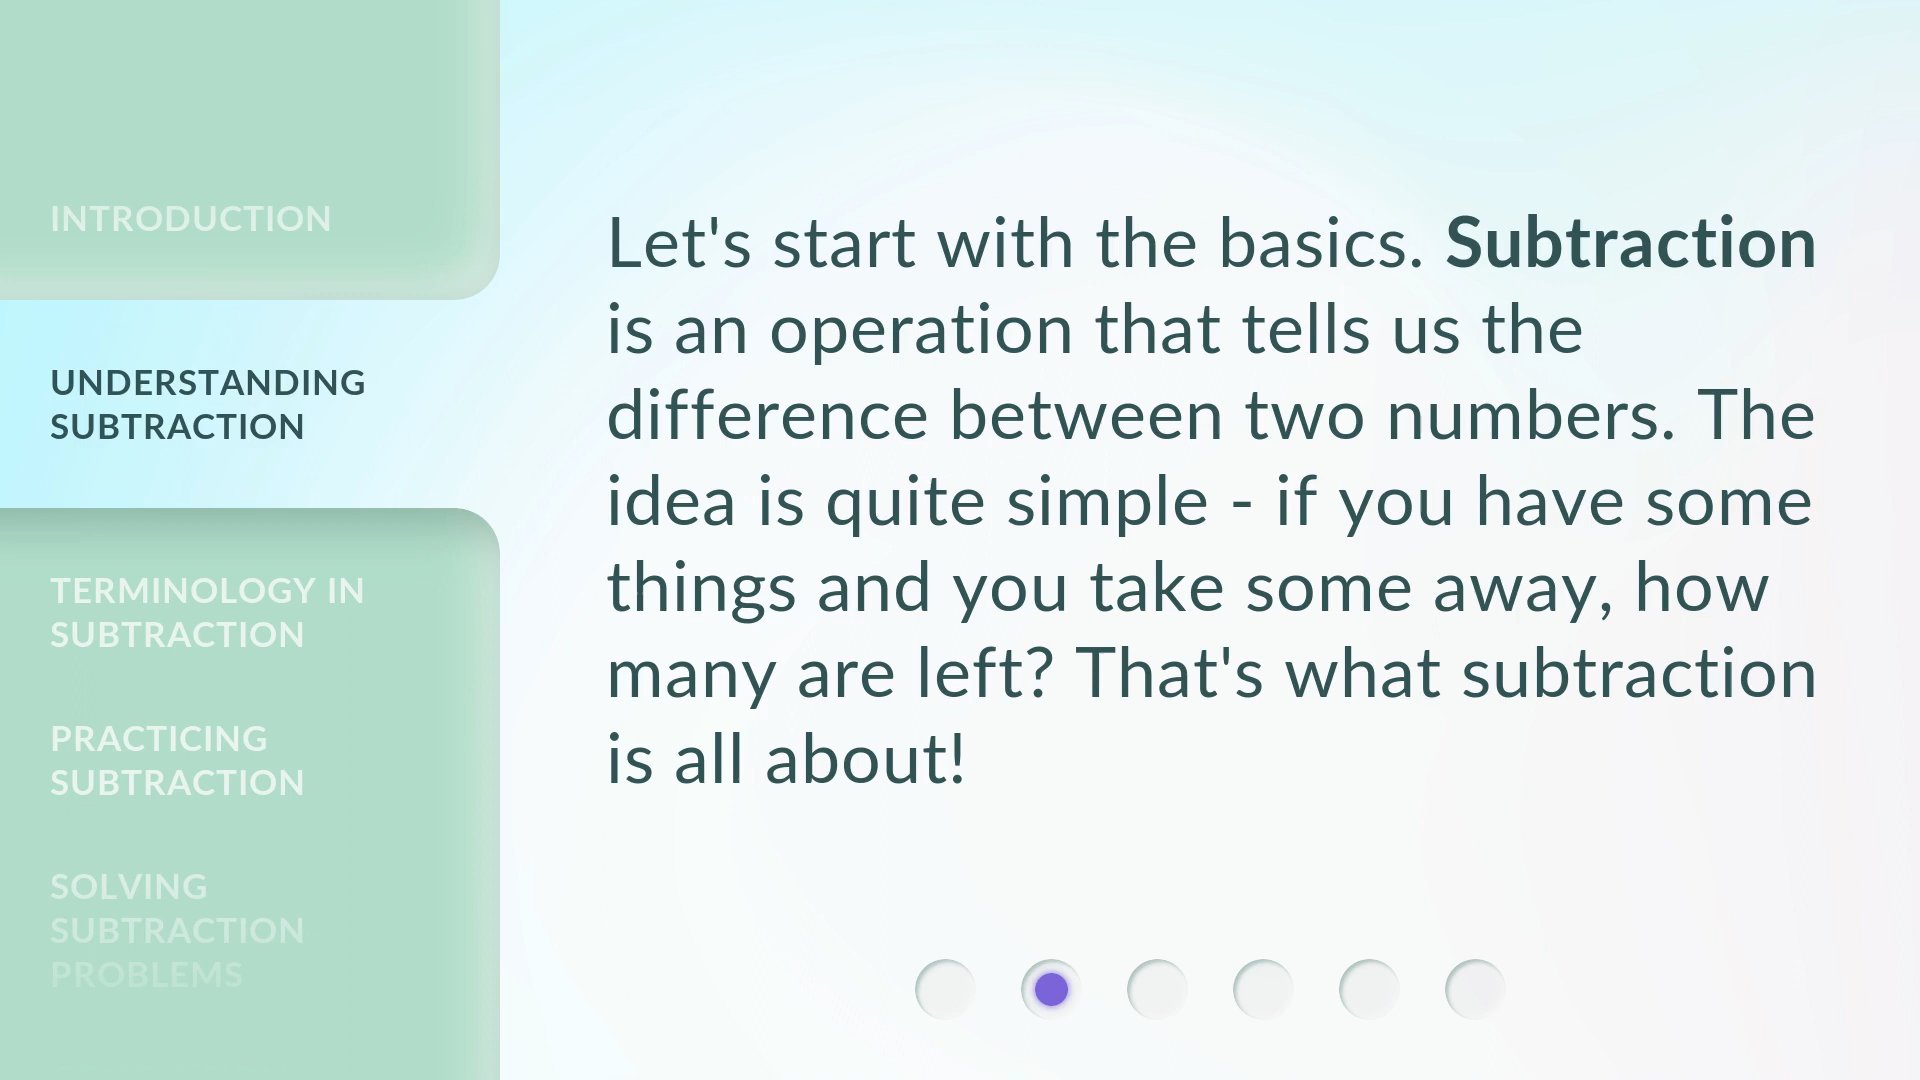 INTRODUCTION
UNDERSTANDING
SUBTRACTION
TERMINOLOGY IN
SUBTRACTION
PRACTICING
SUBTRACTION
SOLVING
SUBTRACTION
PROBLEMS
Let's start with the basics. Subtraction
is an operation that tells us the
difference between two numbers. The
idea is quite simple - if you have some
things and you take some away, how
many are left? That's what subtraction
is all about!